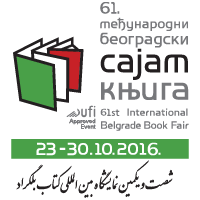 61.
међународни
београдски
сајам
књига
ufi
Approved
Event
61st International
Belgrade Book Fair
23-30.10.2016.
شصت و یکمین نمایشگاه بین المللی کتاب بلگراد